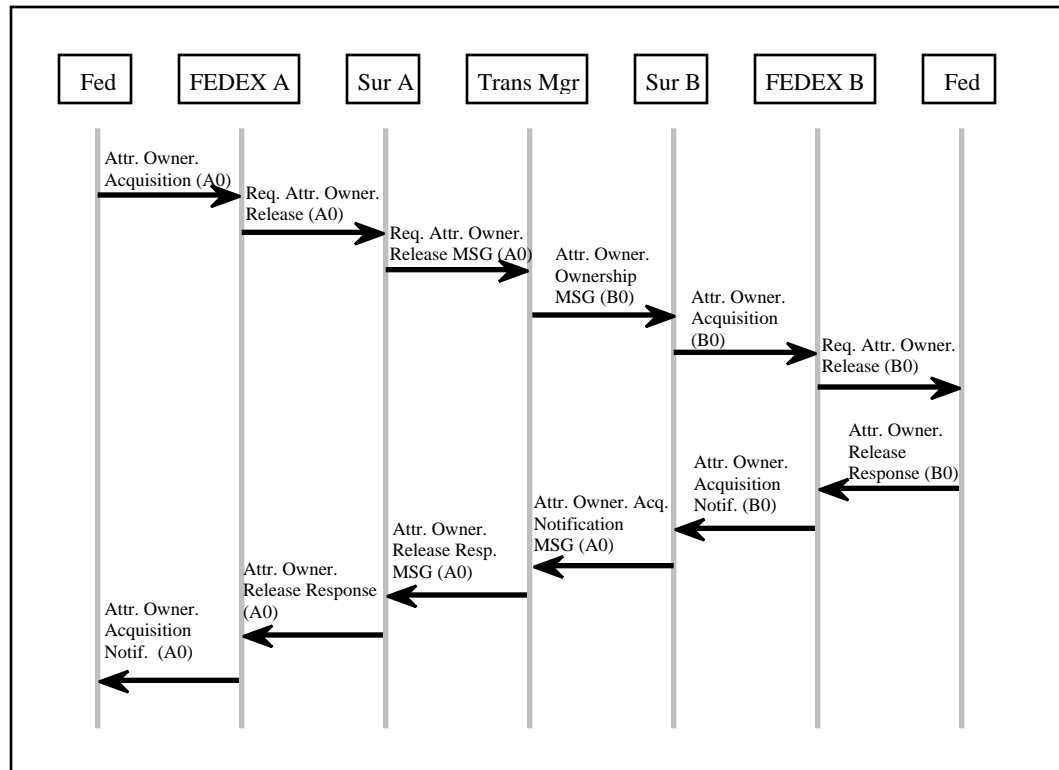 Fed
FEDEX A
Sur A
Trans Mgr
Sur B
FEDEX B
Fed
Attr. Owner.
Acquisition (A0)
Req. Attr. Owner.
Release (A0)
Req. Attr. Owner.
Release MSG (A0)
Attr. Owner.
Ownership
MSG (B0)
Attr. Owner.
Acquisition
(B0)
Req. Attr. Owner.
Release (B0)
Attr. Owner.
Release
Response (B0)
Attr. Owner.
Acquisition
Notif. (B0)
Attr. Owner. Acq.
Notification
MSG (A0)
Attr. Owner.
Release Resp.
MSG (A0)
Attr. Owner.
Release Response
(A0)
Attr. Owner.
Acquisition
Notif. (A0)